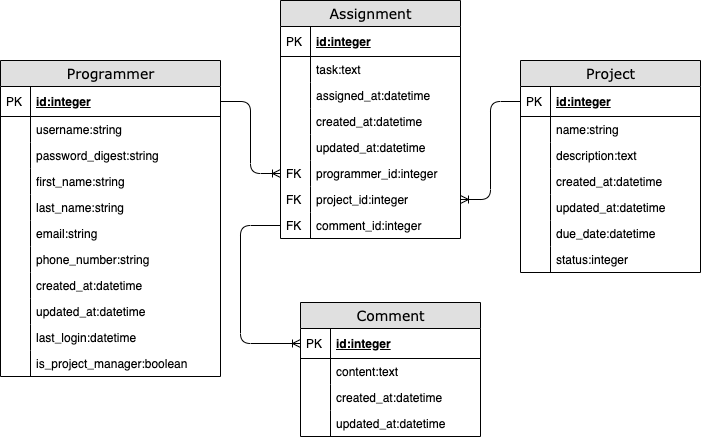 Assignment
PK id:integer
task:text
assigned_at:datetime
created_at:datetime
updated_at:datetime
FK programmer_id:integer
FK project_id:integer
FK comment_id:integer
Programmer
PK id:integer
username:string
password_digest:string
first_name:string
last_name:string
email:string
phone_number:string
created_at:datetime
updated_at:datetime
last_login:datetime
is_project_manager:boolean
Project
PK id:integer
name:string
description:text
created_at:datetime
updated_at:datetime
due_date:datetime
status:integer
Comment
PK id:integer
content:text
created_at:datetime
updated_at:datetime